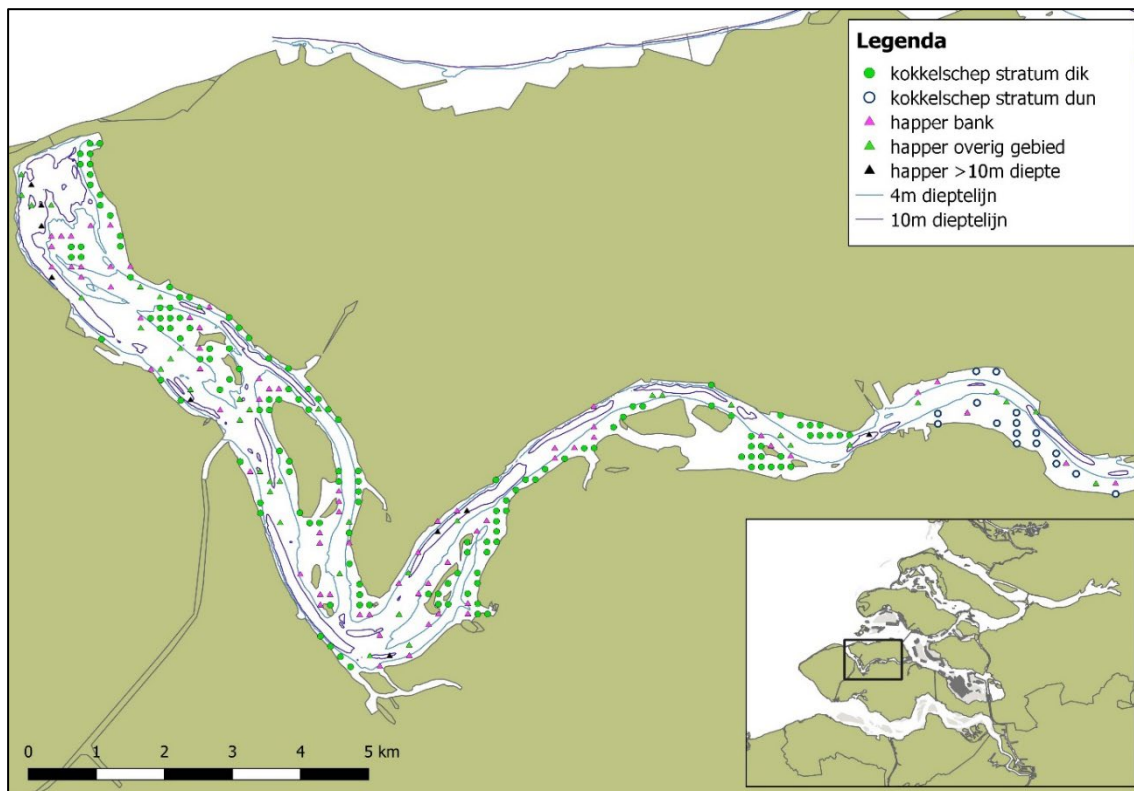 Legenda
kokkelschep stratum dik
kokkelschep stratum dun
happer bank
happer overig gebied
happer >10m diepte
4m dieptelijn
10m dieptelijn
0 1 2 3 4 5 km